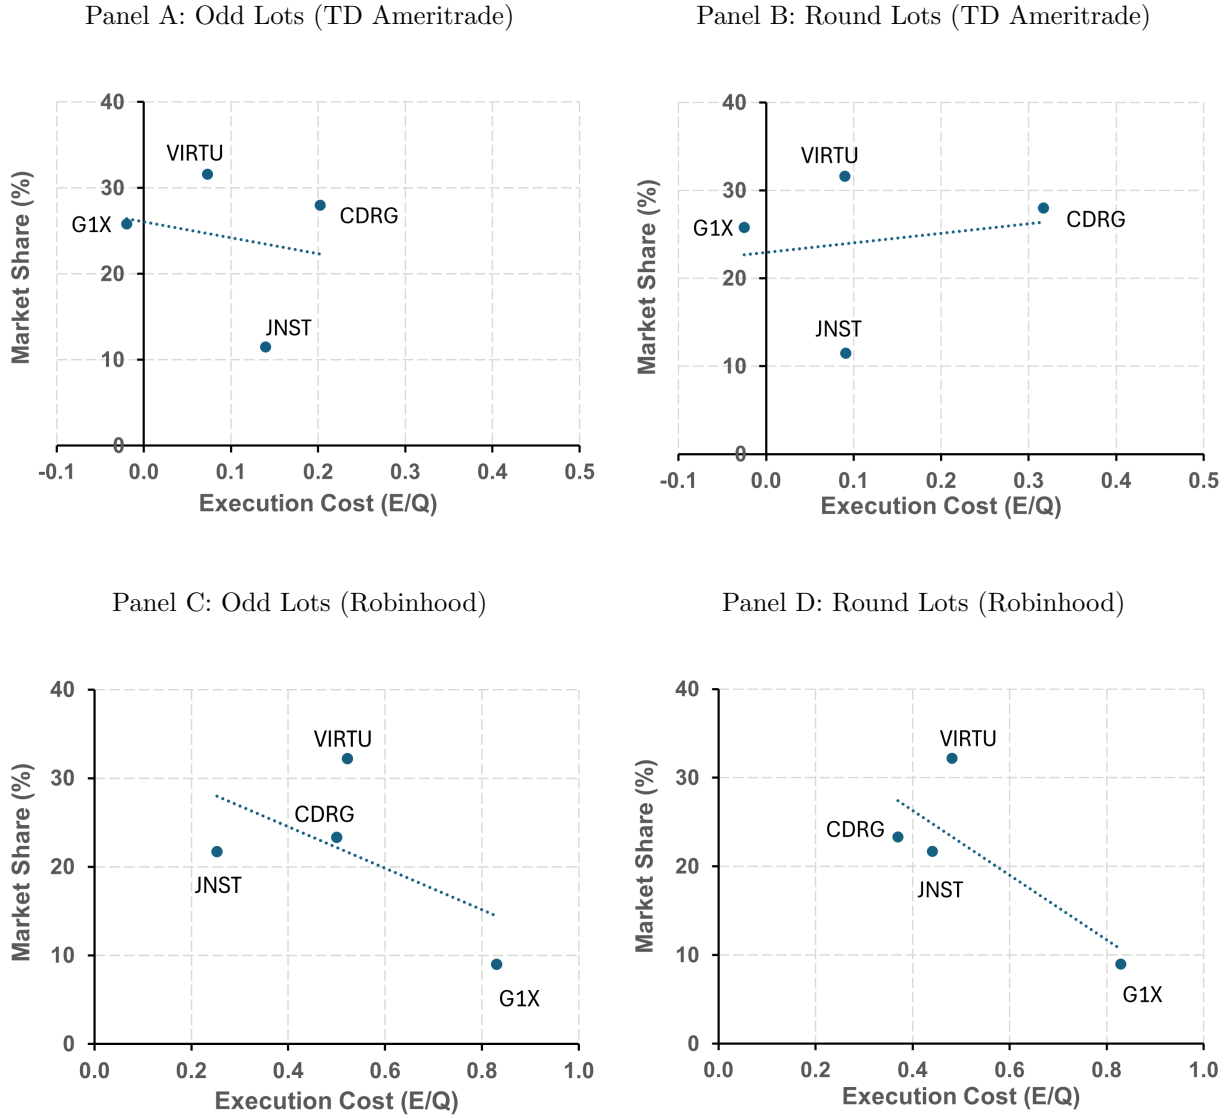 Panel A: Odd Lots (TD Ameritrade)
Market Share (%)
40
30
20
10
0
VIRTU
G1X
CDRG
JNST
-0.1 0.0 0.1 0.2 0.3 0.4 0.5
Execution Cost (E/Q)
Panel B: Round Lots (TD Ameritrade)
Market Share (%)
40
30
20
10
0
VIRTU
G1X
CDRG
JNST
-0.1 0.0 0.1 0.2 0.3 0.4 0.5
Execution Cost (E/Q)
Panel C: Odd Lots (Robinhood)
Market Share (%)
40
30
20
10
0
VIRTU
CDRG
JNST
G1X
0.0 0.2 0.4 0.6 0.8 1.0
Execution Cost (E/Q)
Panel D: Round Lots (Robinhood)
Market Share (%)
40
30
20
10
0
VIRTU
CDRG
JNST
G1X
0.0 0.2 0.4 0.6 0.8 1.0
Execution Cost (E/Q)